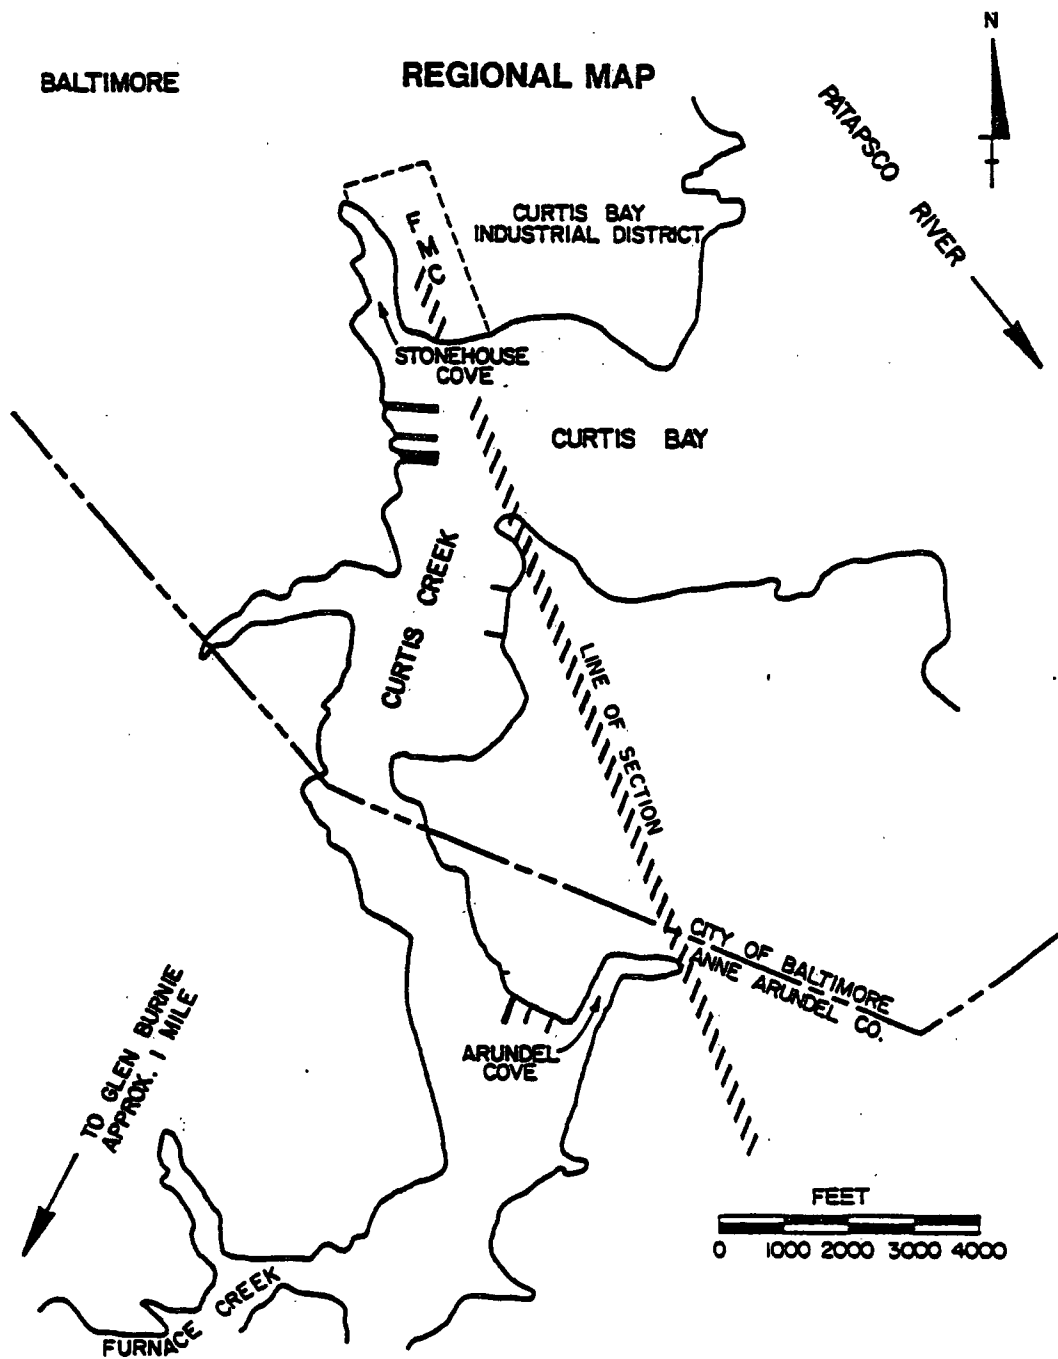 N
BALTIMORE
REGIONAL MAP
PATAPSCO
RIVER
CURTIS BAY
INDUSTRIAL DISTRICT
F
M
C
STONEHOUSE
COVE
CURTIS BAY
CURTIS CREEK
LINE OF SECTION
CITY OF BALTIMORE
ANNE ARUNDEL CO.
ARUNDEL
COVE
TO GLEN BURNIE
APPROX. 1 MILE
FEET
0 1000 2000 3000 4000
FURNACE CREEK